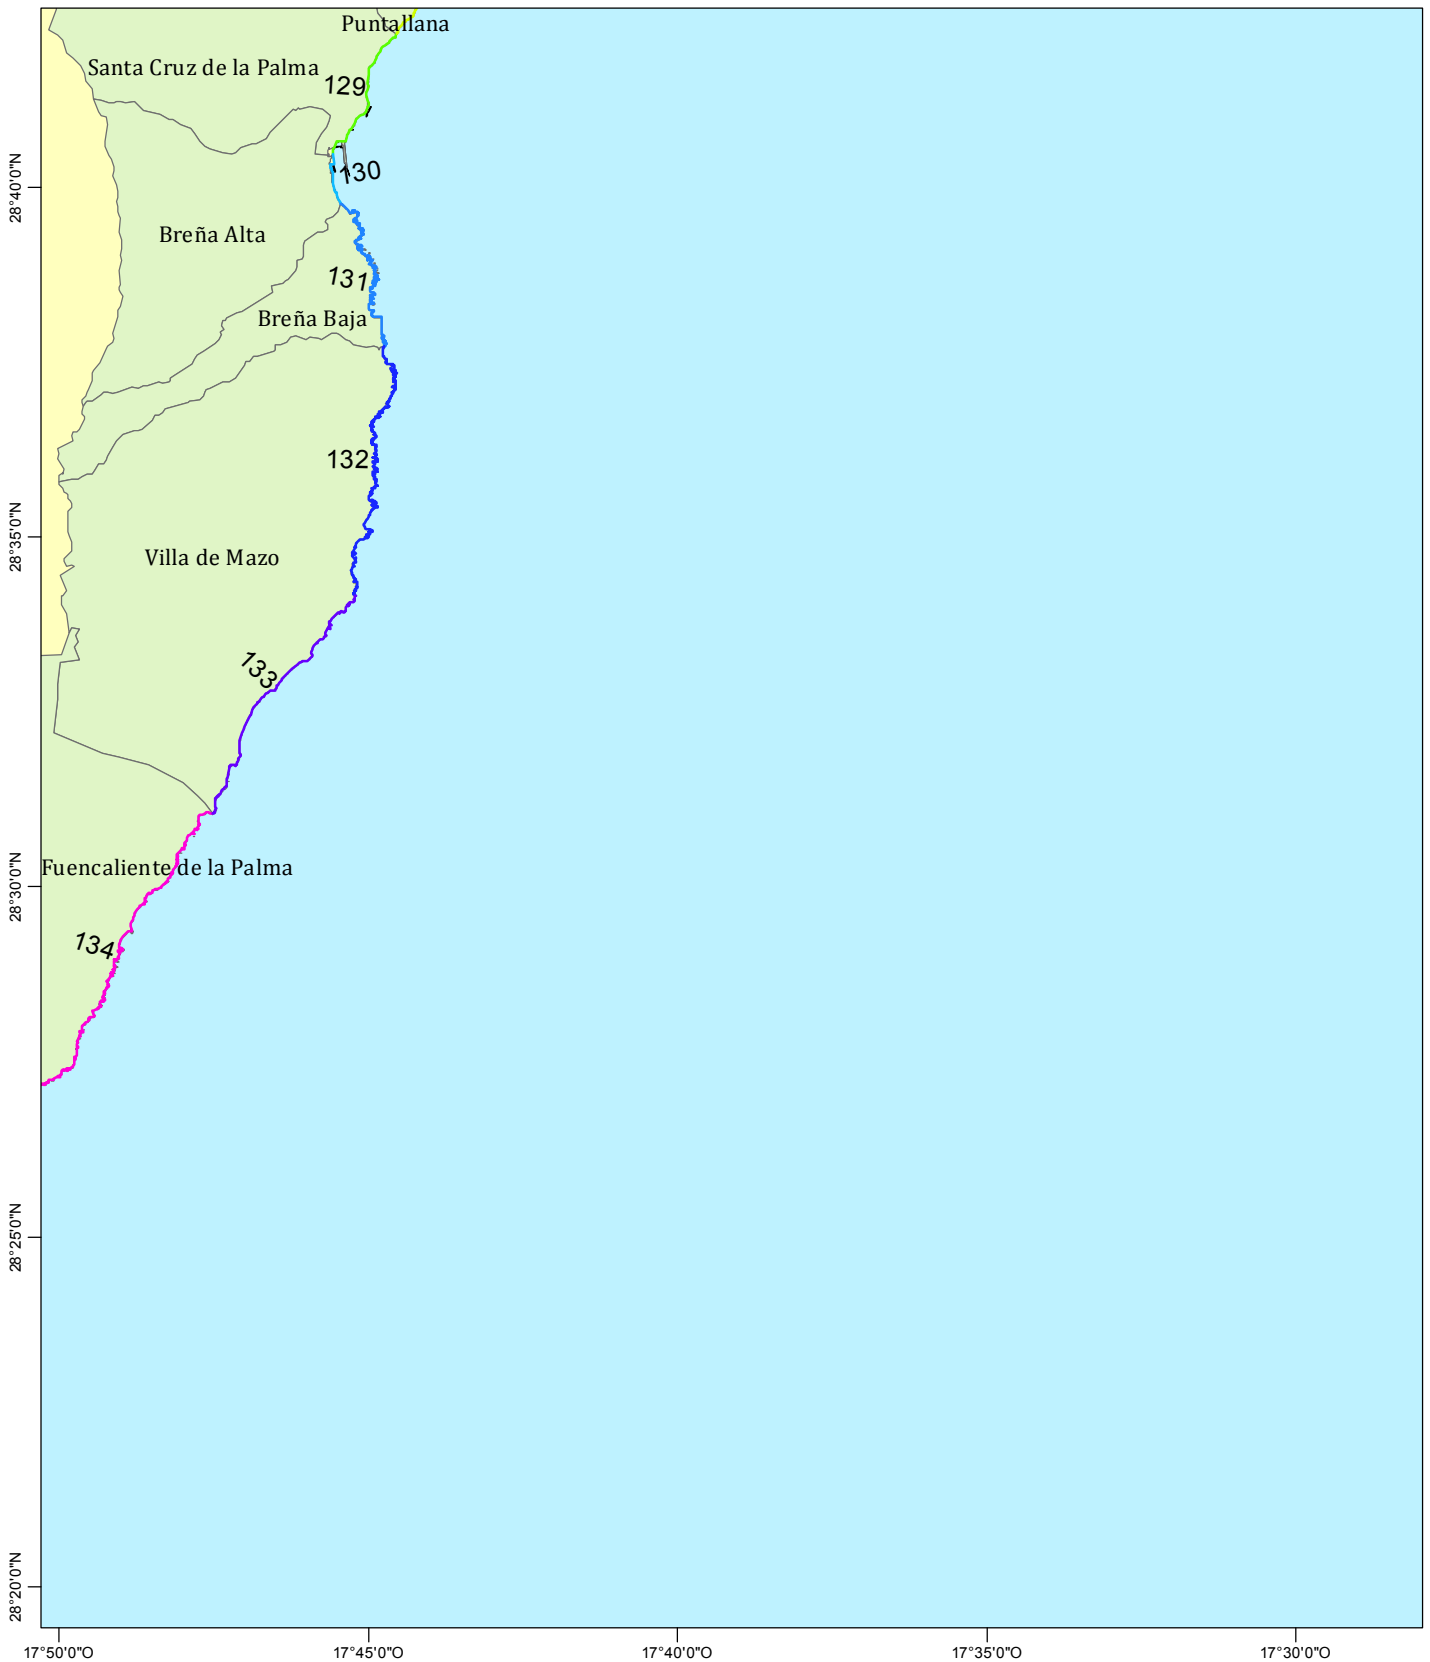 Puntallana
Santa Cruz de la Palma
129
130
28°40'0"N
Breña Alta
131
Breña Baja
132
28°35'0"N
Villa de Mazo
133
Fuencaliente de la Palma
28°30'0"N
134
28°25'0"N
28°20'0"N
17°50'0"O
17°45'0"O
17°40'0"O
17°35'0"O
17°30'0"O